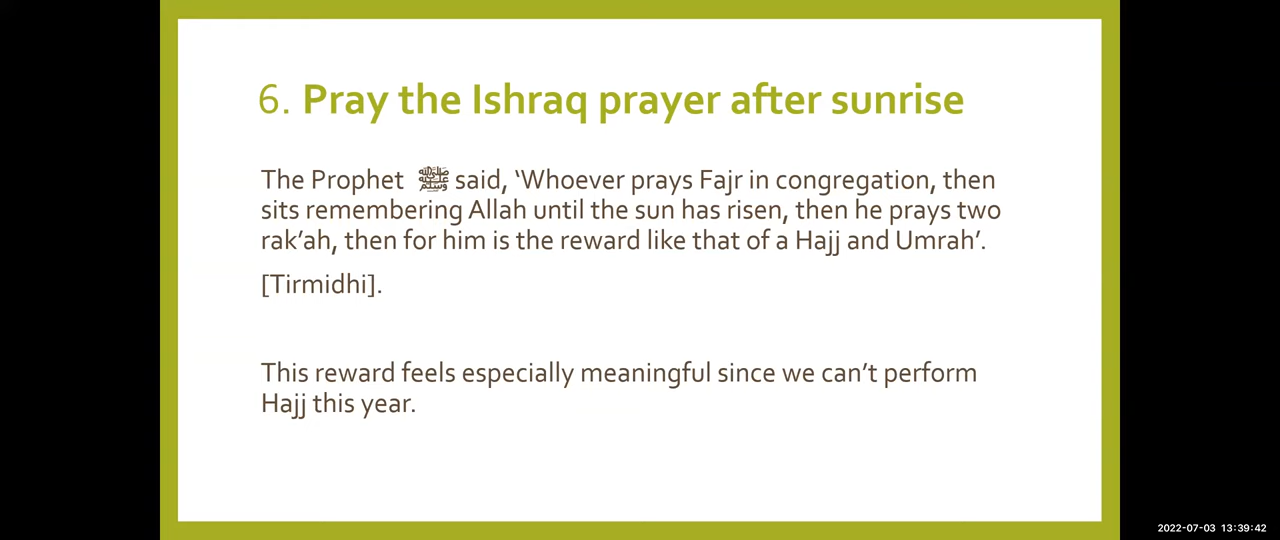 6. Pray the Ishraq prayer after sunrise
The Prophet ﷺ said, ‘Whoever prays Fajr in congregation, then
sits remembering Allah until the sun has risen, then he prays two
rak’ah, then for him is the reward like that of a Hajj and Umrah’.
[Tirmidhi].
This reward feels especially meaningful since we can’t perform
Hajj this year.
2022-07-03 13:39:42